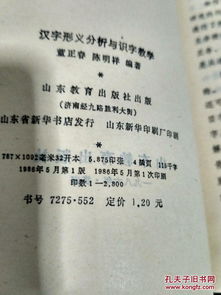 汉字形义分析与识字教学
董正春 陈明祥 编著
*
山东教育出版社出版
(济南经九路胜利大街)
山东省新华书店发行 山东新华印刷厂印刷
*
787×1092毫米32开本 5.875印张 4插页 115千字
1986年5月第1版 1986年5月第1次印刷
印数1—2,800
书号 7275·552 定价 1.20 元